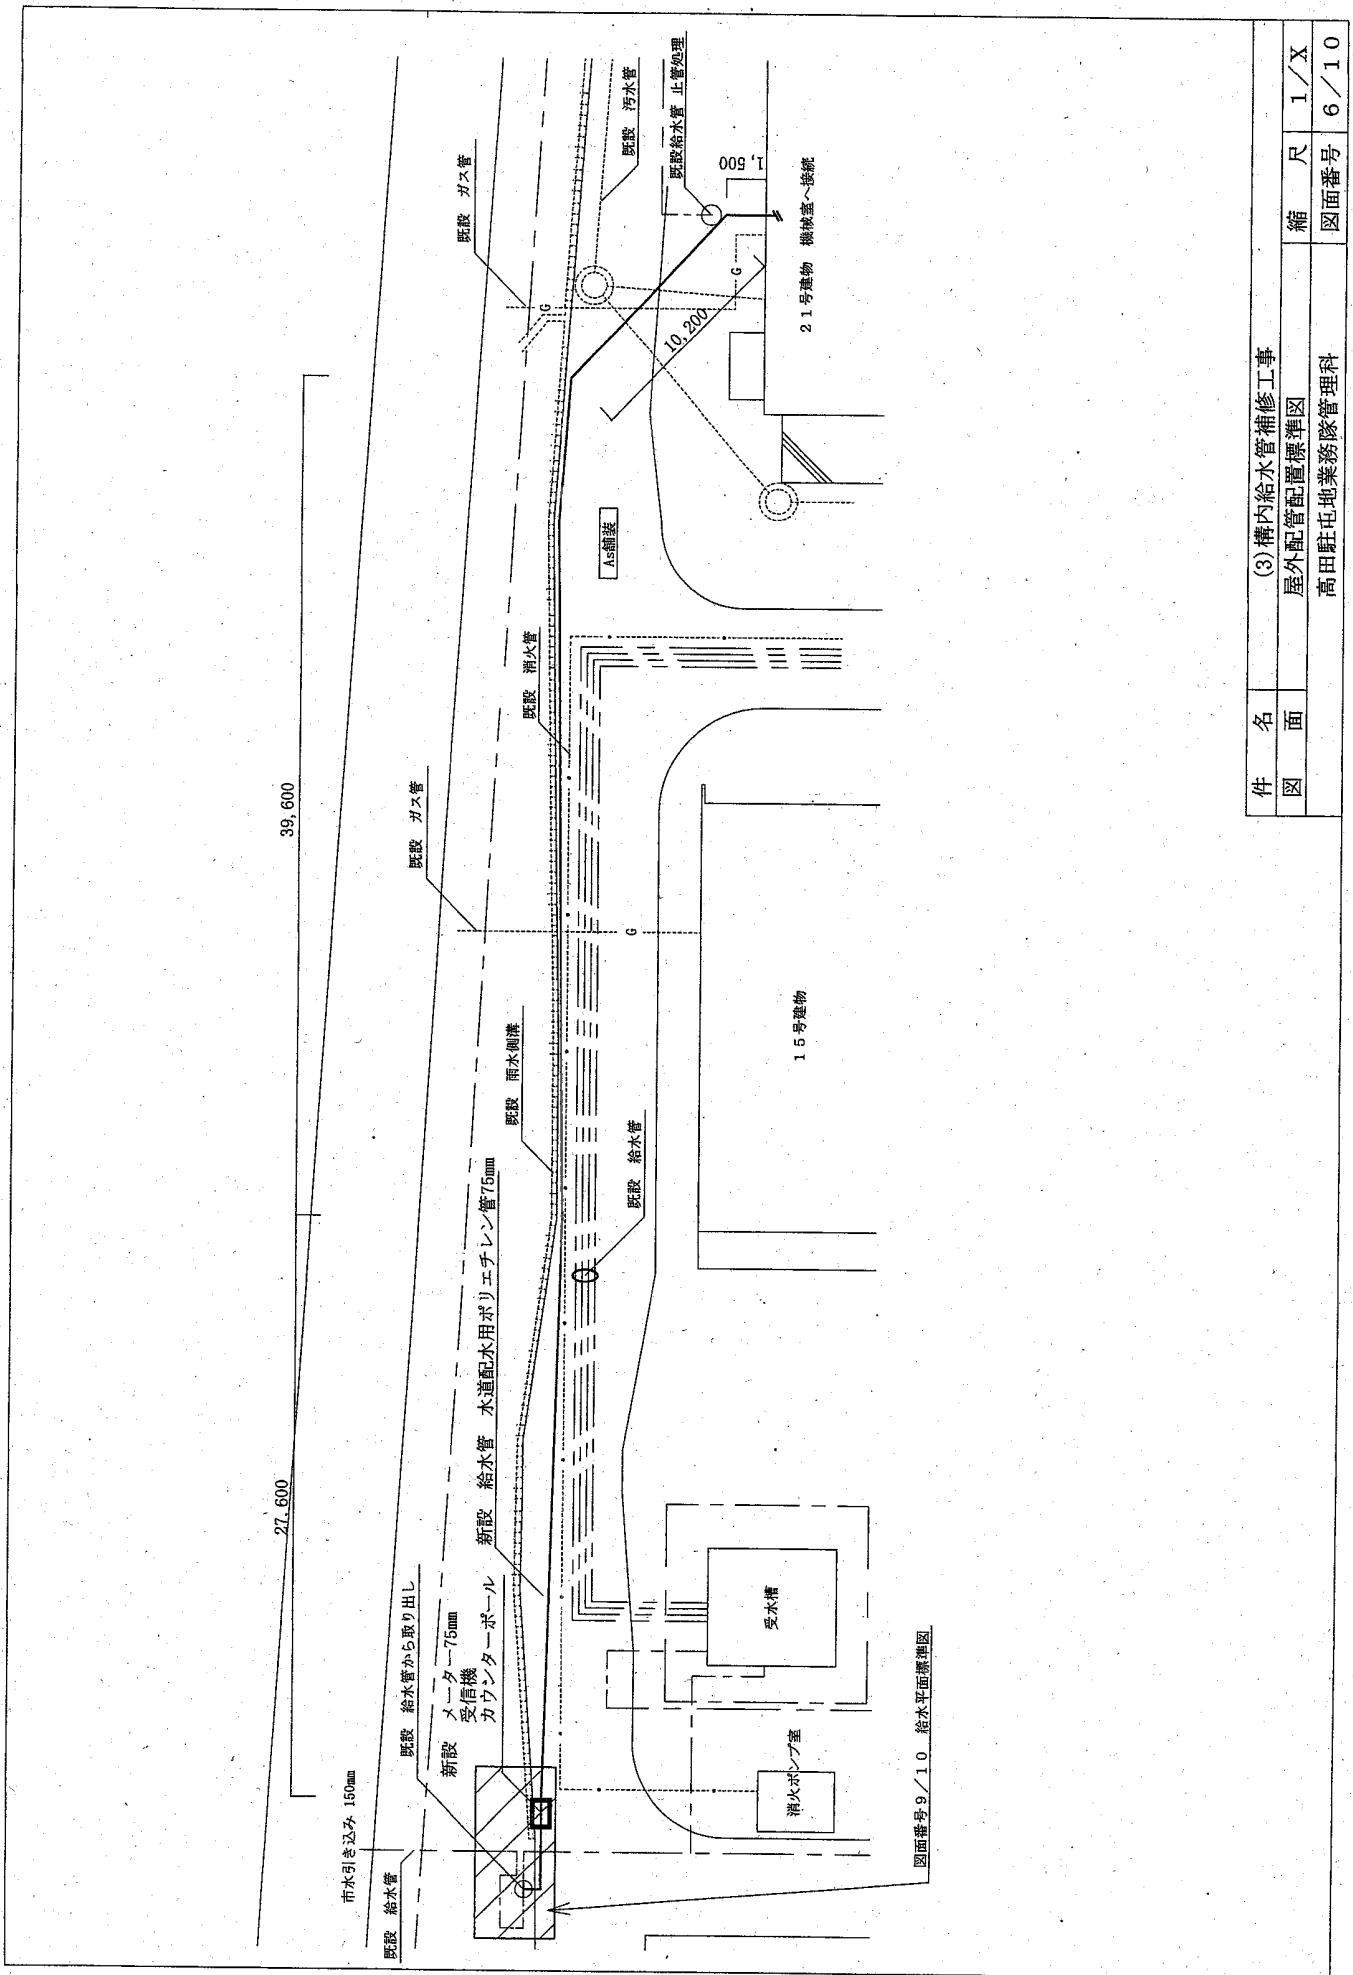 27,600
39,600
市水引き込み 150mm
既設 給水管
既設 給水管から取り出し
新設 メーター75mm
受信機
カウンターポール
新設 給水管 水道配水用ポリエチレン管75mm
既設 雨水側溝
既設 ガス管
G
既設 消火管
既設 ガス管
G
既設 汚水管
既設給水管 止管処理
1,500
10,200
G
21号建物 機械室へ接続
As舗装
既設 給水管
15号建物
受水槽
消火ポンプ室
図面番号9/10 給水平面標準図
件 名 (3)構内給水管補修工事
図 面 屋外配管配置標準図 縮 尺 1/X
高田駐屯地業務隊管理科 図面番号 6/10